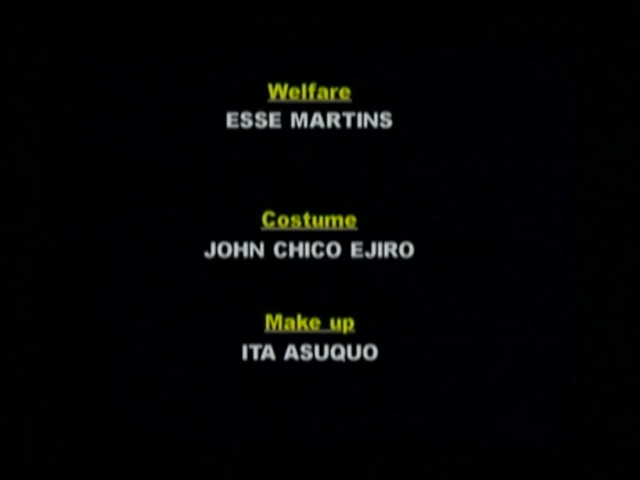 Welfare
ESSE MARTINS
Costume
JOHN CHICO EJIRO
Make up
ITA ASUQUO